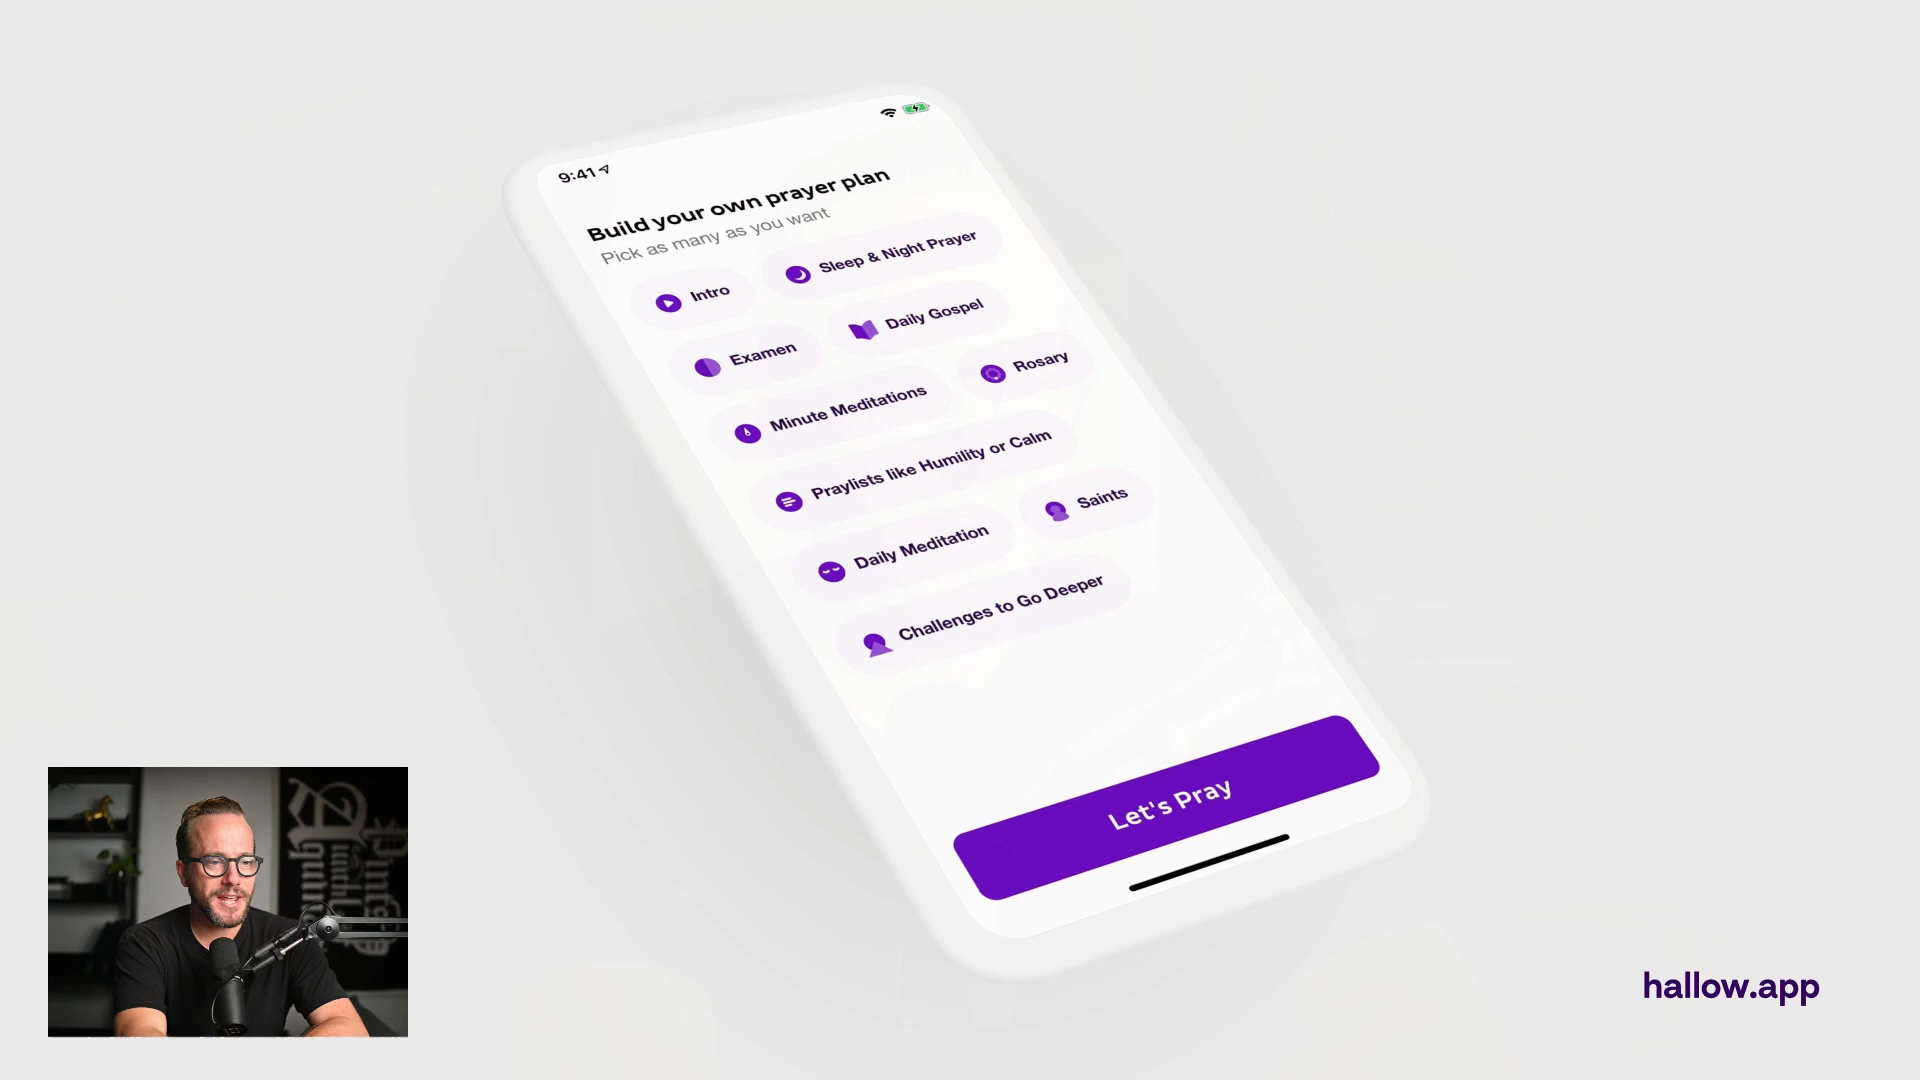 9:41
Build your own prayer plan
Pick as many as you want
Intro
Sleep & Night Prayer
Examen
Daily Gospel
Minute Meditations
Rosary
Praylists like Humility or Calm
Daily Meditation
Saints
Challenges to Go Deeper
Let's Pray
hallow.app